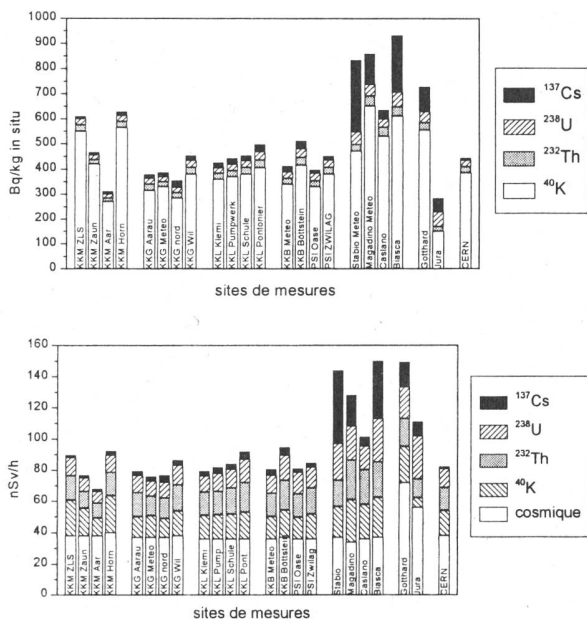 Bq/kg in situ
1000
900
800
700
600
500
400
300
200
100
0
KKM ZLS
KKM Zaun
KKM Aar
KKM Horn
KKG Aarau
KKG Meteo
KKG nord
KKG Wil
KKL Klemi
KKL Pumpwerk
KKL Schule
KKL Pontonier
KKB Meteo
KKB Böttstein
PSI Oase
PSI ZWILAG
Stabio Meteo
Magadino Meteo
Caslano
Biasca
Gotthard
Jura
CERN
sites de mesures
137Cs
238U
232Th
40K
nSv/h
160
140
120
100
80
60
40
20
0
KKM ZLS
KKM Zaun
KKM Aar
KKM Horn
KKG Aarau
KKG Meteo
KKG nord
KKG Wil
KKL Klemi
KKL Pump.
KKL Schule
KKL Pont
KKB Meteo
KKB Böttstein
PSI Oase
PSI Zwilag
Stabio
Magadino
Caslano
Biasca
Gotthard
Jura
CERN
sites de mesures
137Cs
238U
232Th
40K
cosmique